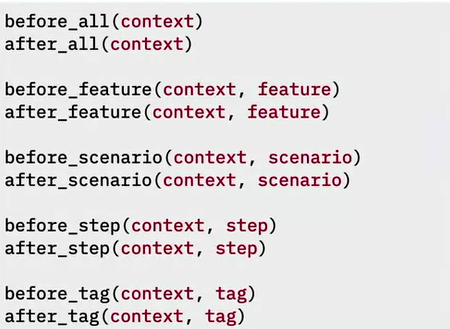 before_all(context)
after_all(context)
before_feature(context, feature)
after_feature(context, feature)
before_scenario(context, scenario)
after_scenario(context, scenario)
before_step(context, step)
after_step(context, step)
before_tag(context, tag)
after_tag(context, tag)